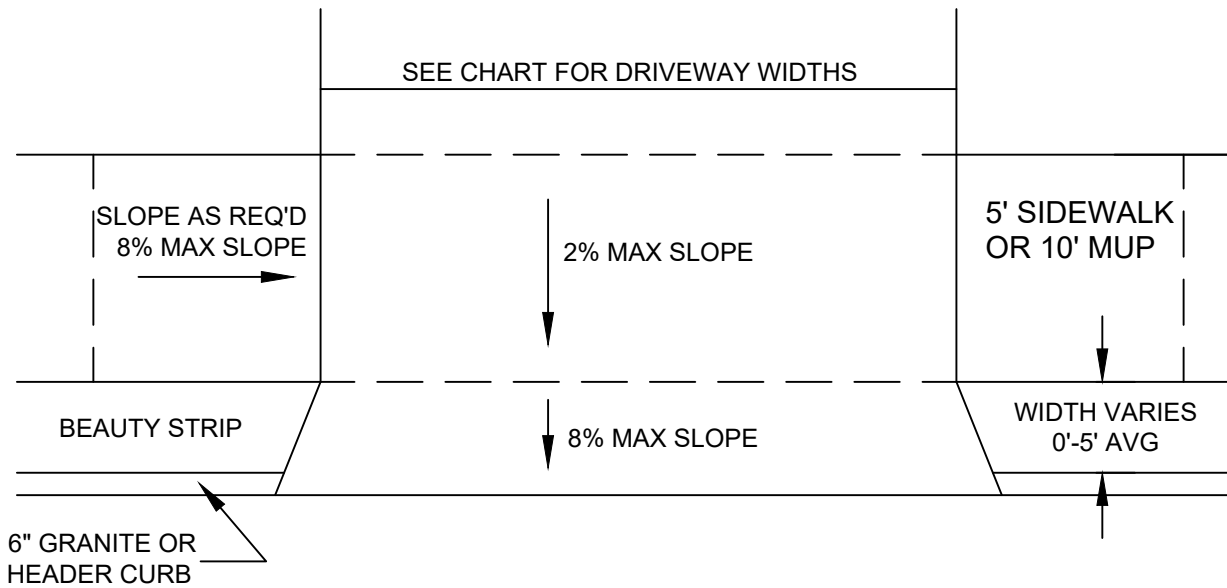 SEE CHART FOR DRIVEWAY WIDTHS
SLOPE AS REQ'D
8% MAX SLOPE
2% MAX SLOPE
5' SIDEWALK
OR 10' MUP
BEAUTY STRIP
8% MAX SLOPE
WIDTH VARIES
0'-5' AVG
6" GRANITE OR
HEADER CURB